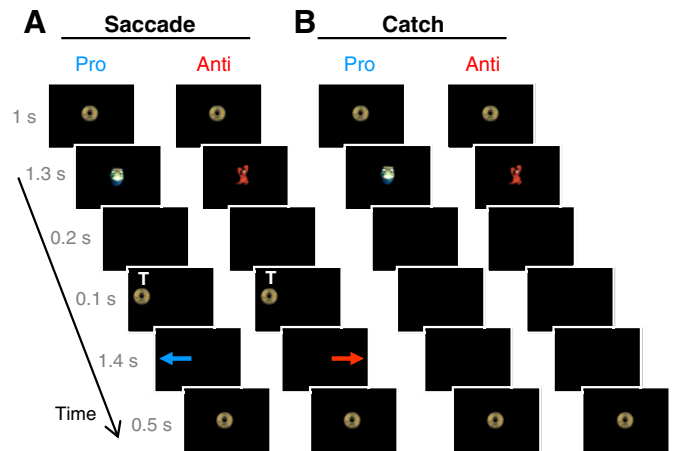 A Saccade B Catch
Pro Anti Pro Anti
1 s
1.3 s
0.2 s
T T
0.1 s
1.4 s
Time 0.5 s